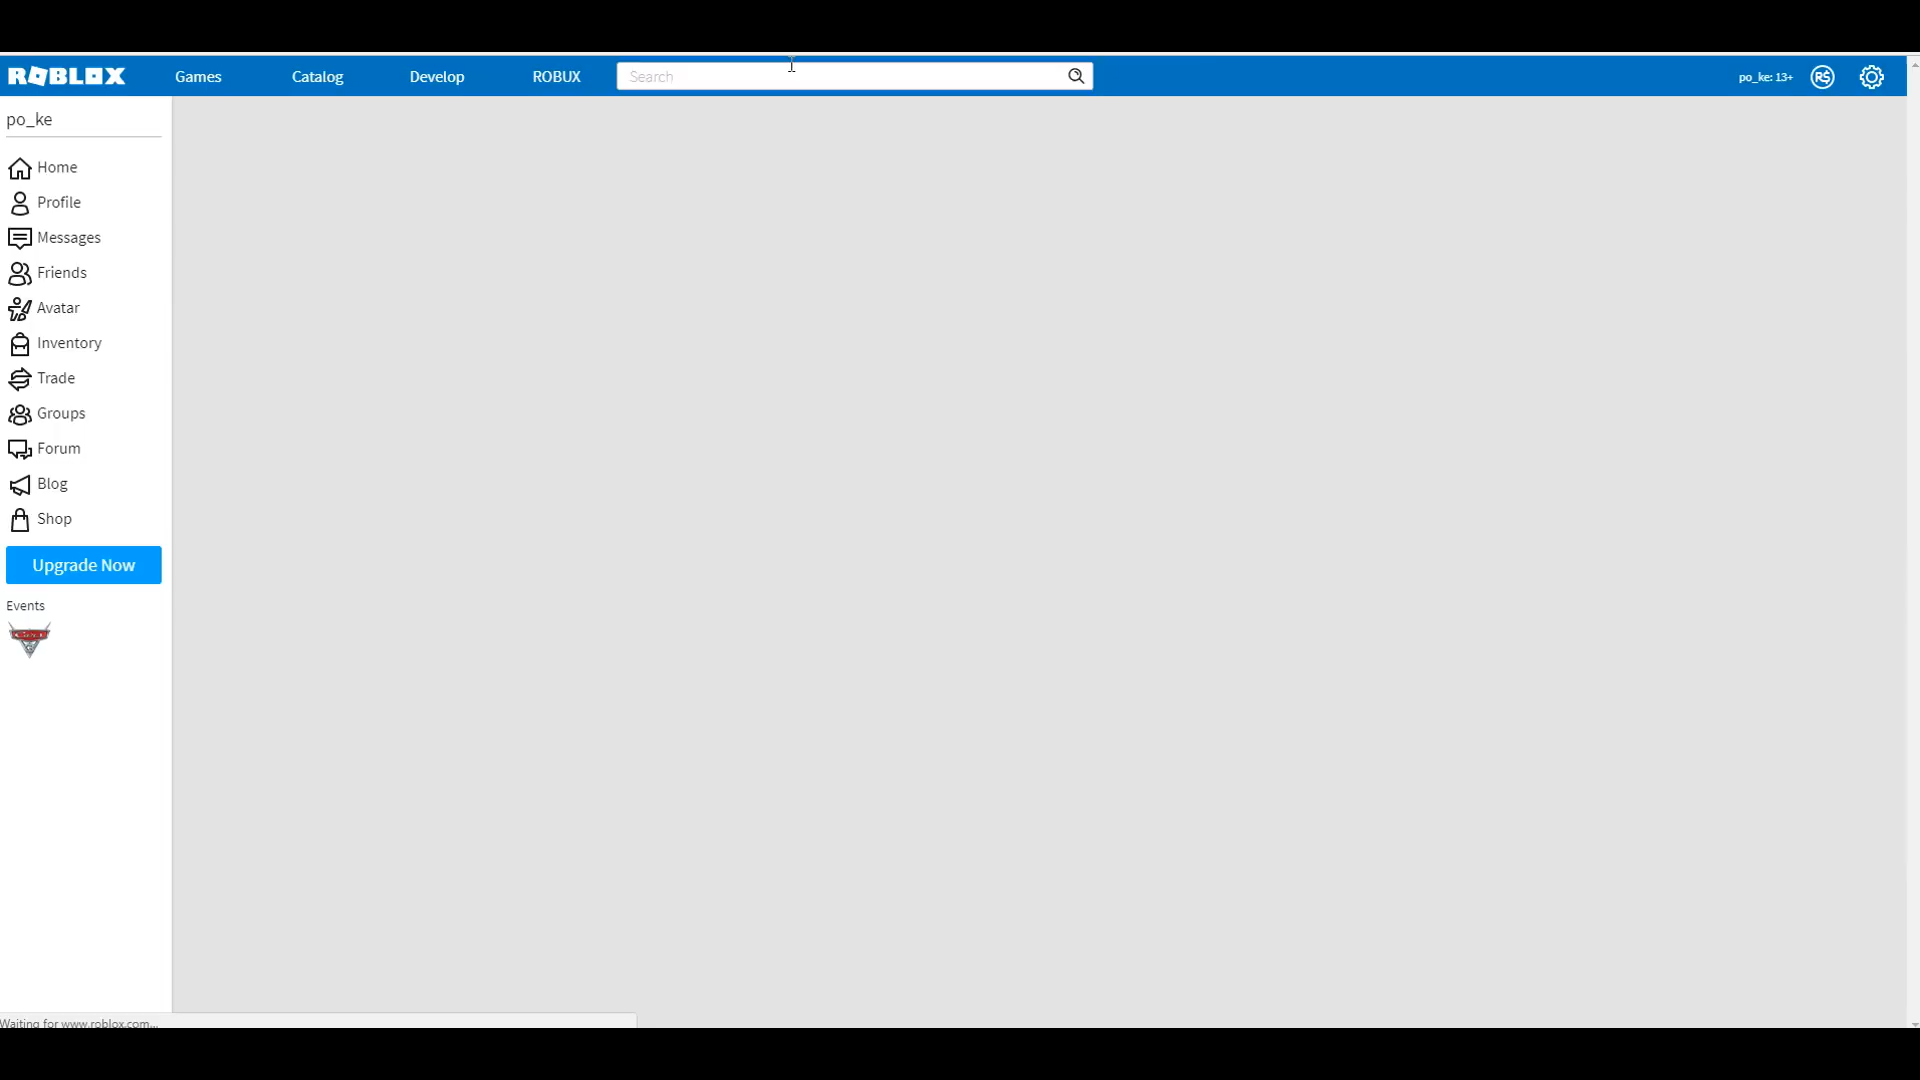 ROBLOX Games Catalog Develop ROBUX Search po_ke: 13+ R$
po_ke
Home
Profile
Messages
Friends
Avatar
Inventory
Trade
Groups
Forum
Blog
Shop
Upgrade Now
Events
Waiting for www.roblox.com...